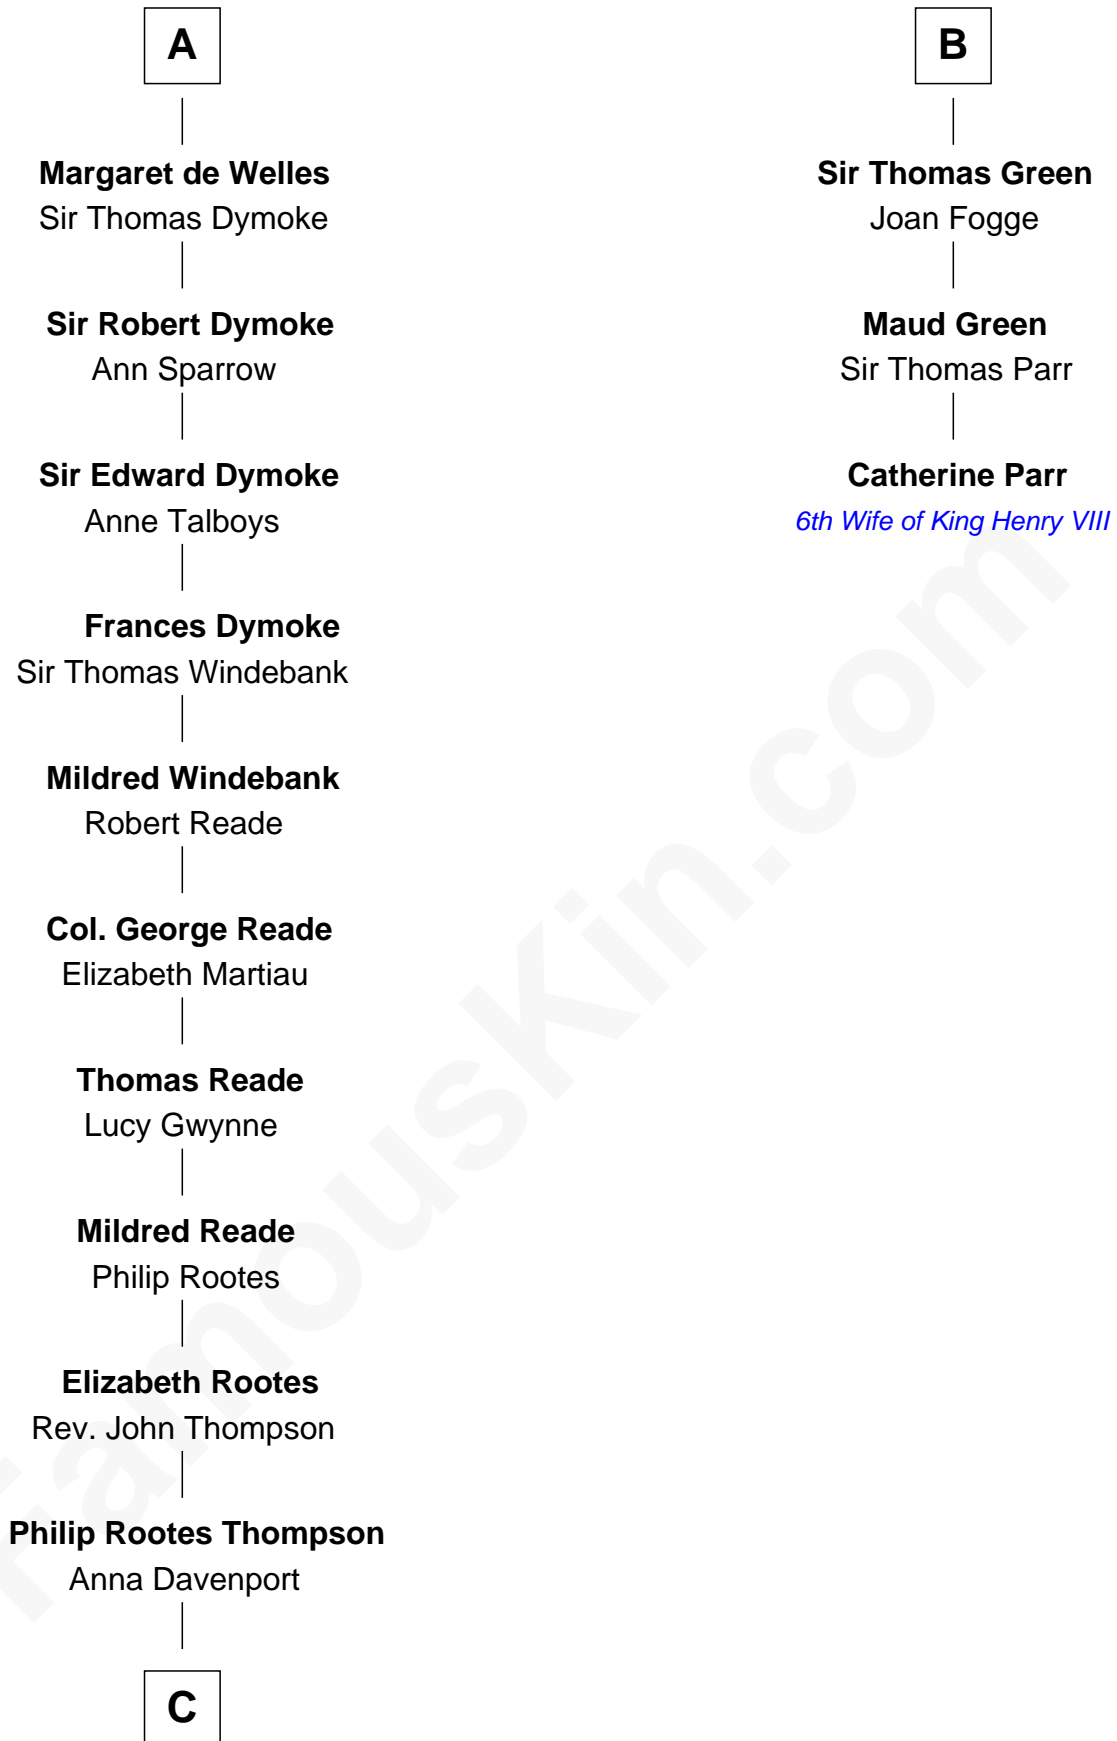 A
Margaret de Welles
Sir Thomas Dymoke
Sir Robert Dymoke
Ann Sparrow
Sir Edward Dymoke
Anne Talboys
Frances Dymoke
Sir Thomas Windebank
Mildred Windebank
Robert Reade
Col. George Reade
Elizabeth Martiau
Thomas Reade
Lucy Gwynne
Mildred Reade
Philip Rootes
Elizabeth Rootes
Rev. John Thompson
Philip Rootes Thompson
Anna Davenport
C
B
Sir Thomas Green
Joan Fogge
Maud Green
Sir Thomas Parr
Catherine Parr
6th Wife of King Henry VIII
FamousKin.com